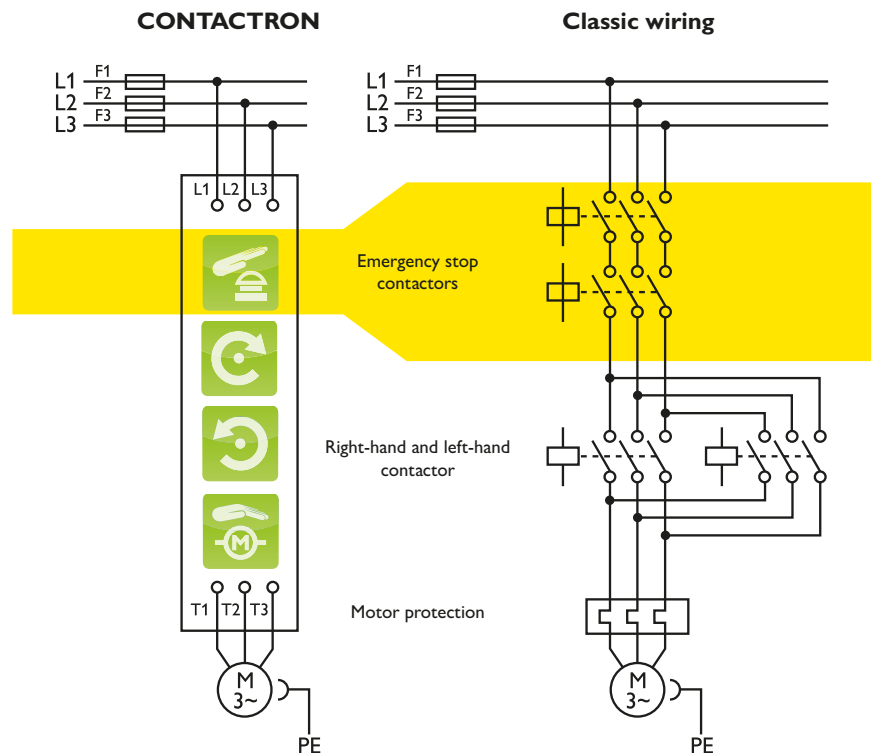 CONTACTRON
Classic wiring
L1 F1
L2 F2
L3 F3
L1 F1
L2 F2
L3 F3
L1 L2 L3
Emergency stop
contactors
Right-hand and left-hand
contactor
M
T1 T2 T3
Motor protection
M
3~
PE
M
3~
PE